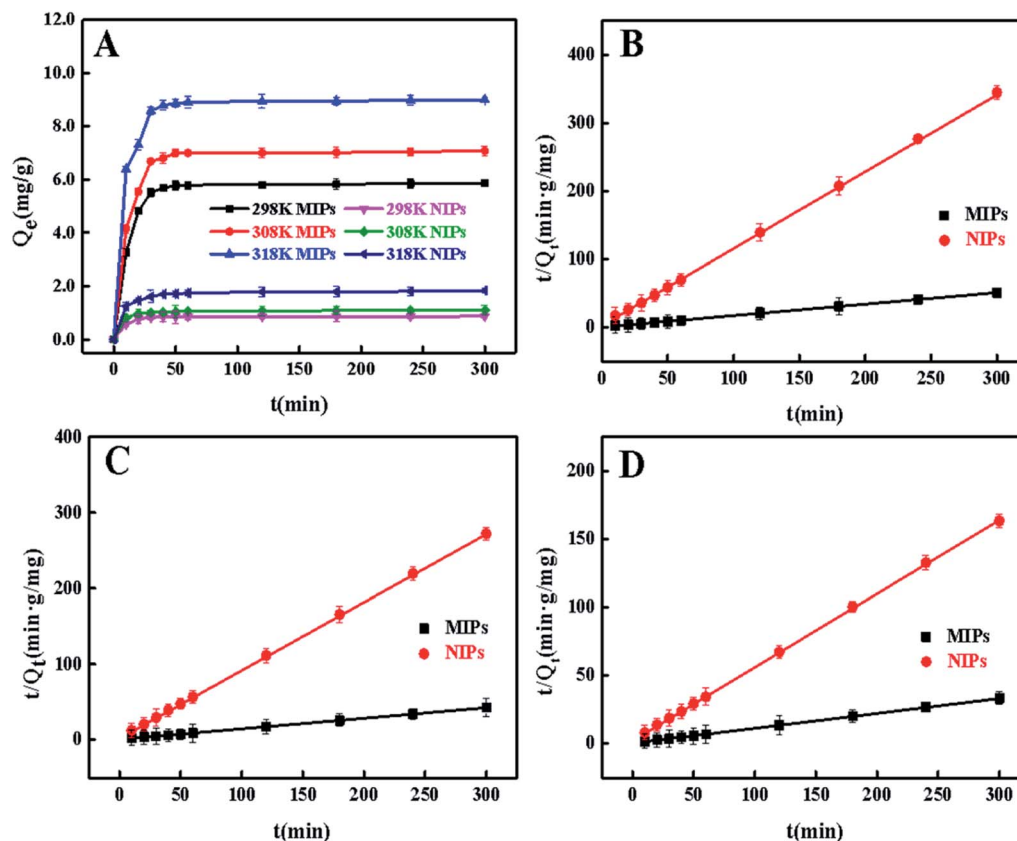 A
12.0
10.0
8.0
6.0
4.0
2.0
0.0
Qe(mg/g)
298K MIPs 298K NIPs
308K MIPs 308K NIPs
318K MIPs 318K NIPs
0 50 100 150 200 250 300
t(min)
B
400
300
200
100
0
t/Qt(min·g/mg)
MIPs
NIPs
0 50 100 150 200 250 300
t(min)
C
400
300
200
100
0
t/Qt(min·g/mg)
MIPs
NIPs
0 50 100 150 200 250 300
t(min)
D
200
150
100
50
0
t/Qt(min·g/mg)
MIPs
NIPs
0 50 100 150 200 250 300
t(min)